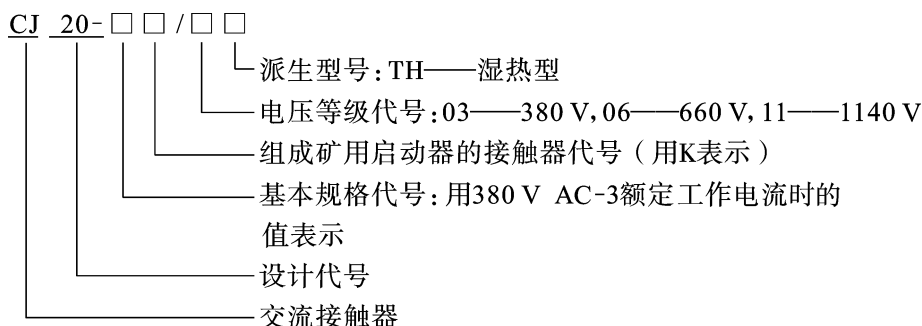 CJ 20-□□/□□
派生型号：TH——湿热型
电压等级代号：03——380 V，06——660 V，11——1140 V
组成矿用启动器的接触器代号（用K表示）
基本规格代号：用380 V AC-3额定工作电流时的
值表示
设计代号
交流接触器